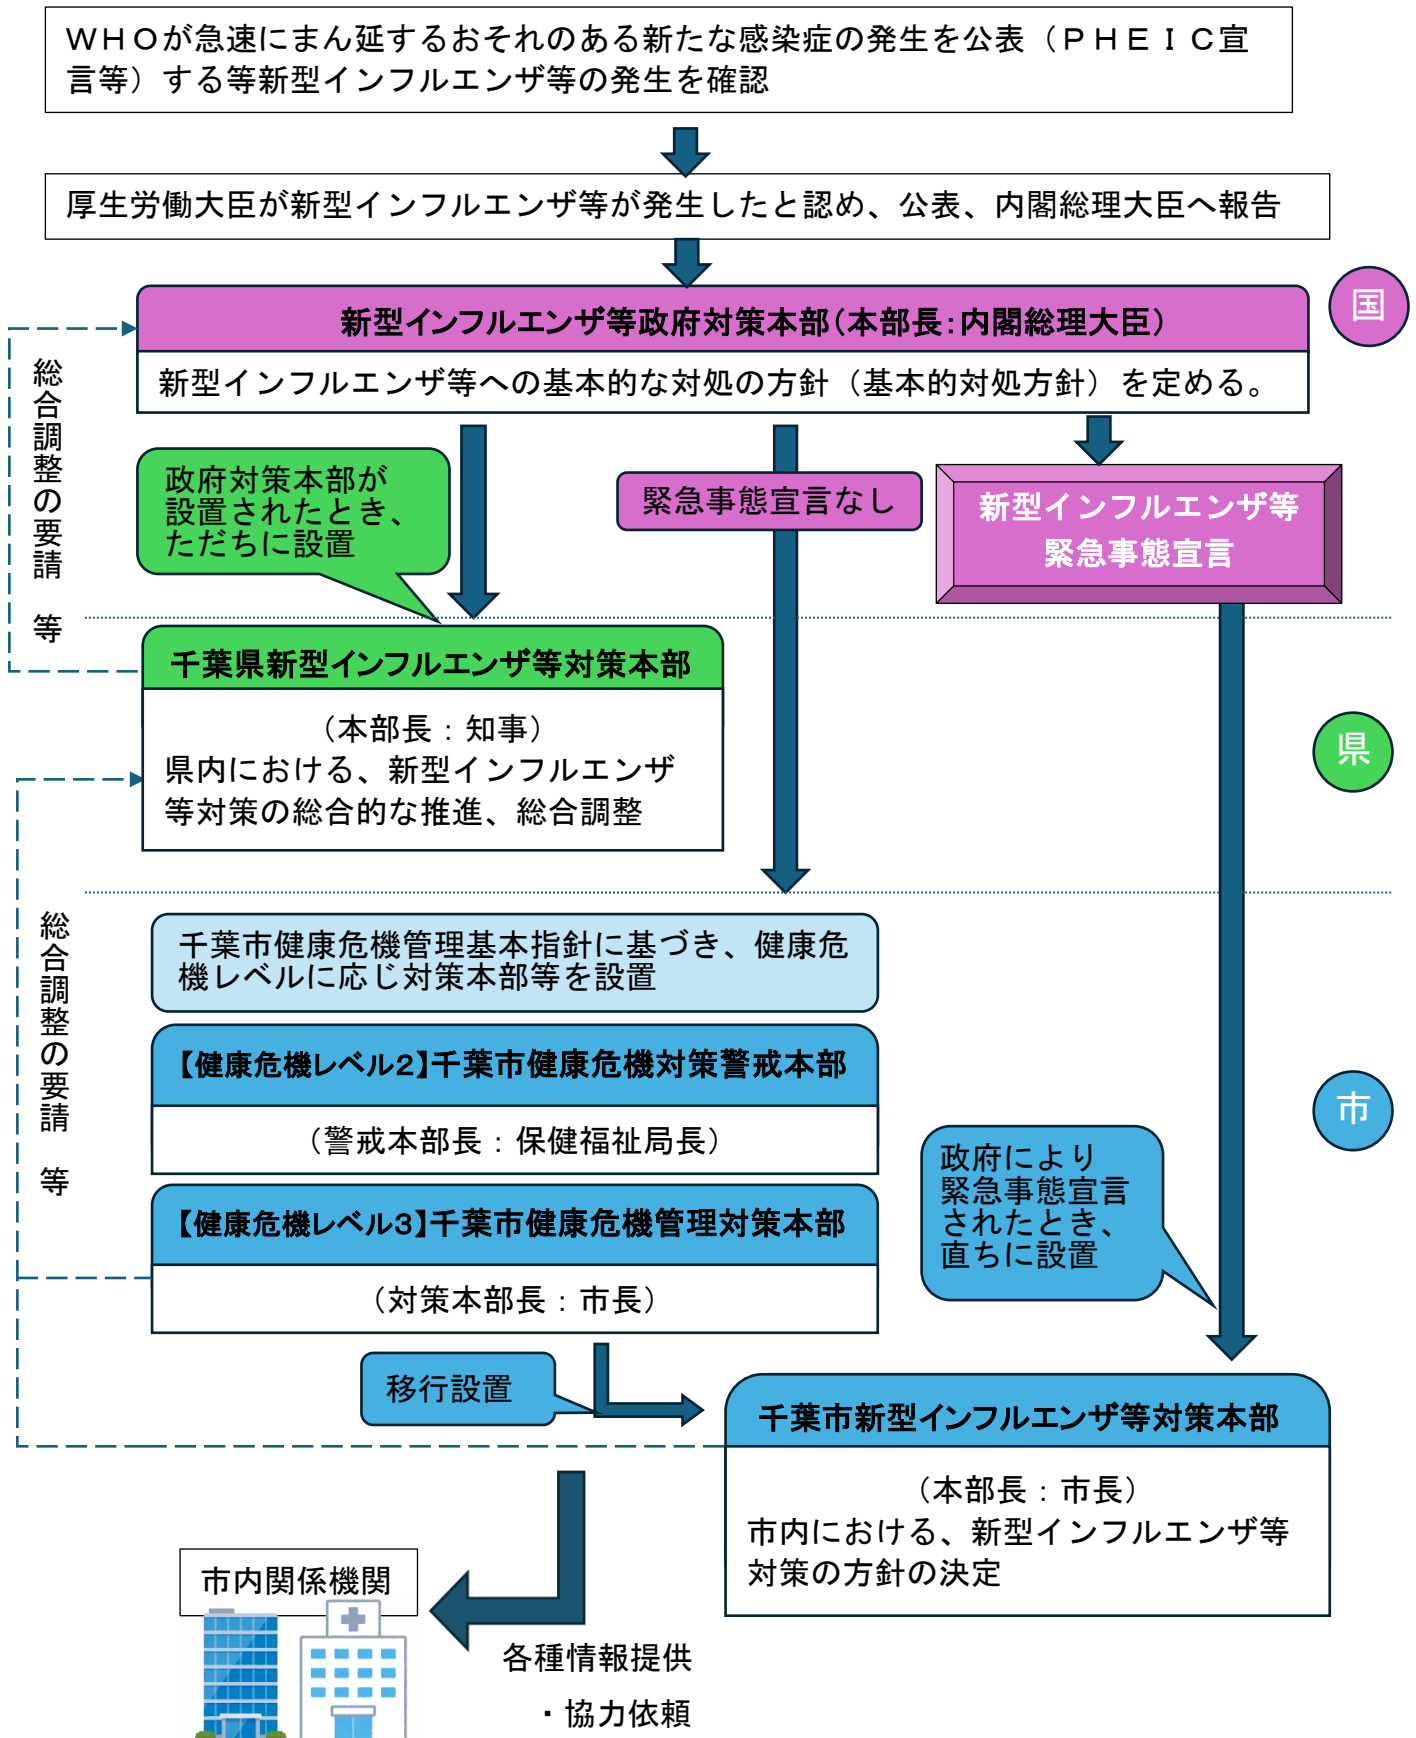 ＷＨＯが急速にまん延するおそれのある新たな感染症の発生を公表（ＰＨＥＩＣ宣
言等）する等新型インフルエンザ等の発生を確認
厚生労働大臣が新型インフルエンザ等が発生したと認め、公表、内閣総理大臣へ報告
国
新型インフルエンザ等政府対策本部（本部長：内閣総理大臣）
新型インフルエンザ等への基本的な対処の方針（基本的対処方針）を定める。
総合調整の要請　等
政府対策本部が
設置されたとき、
ただちに設置
緊急事態宣言なし
新型インフルエンザ等
緊急事態宣言
千葉県新型インフルエンザ等対策本部
（本部長：知事）
県内における、新型インフルエンザ
等対策の総合的な推進、総合調整
県
総合調整の要請　等
千葉市健康危機管理基本指針に基づき、健康危
機レベルに応じ対策本部等を設置
【健康危機レベル２】千葉市健康危機対策警戒本部
（警戒本部長：保健福祉局長）
市
政府により
緊急事態宣言
されたとき、
直ちに設置
【健康危機レベル３】千葉市健康危機管理対策本部
（対策本部長：市長）
移行設置
千葉市新型インフルエンザ等対策本部
（本部長：市長）
市内における、新型インフルエンザ等
対策の方針の決定
市内関係機関
各種情報提供
・協力依頼